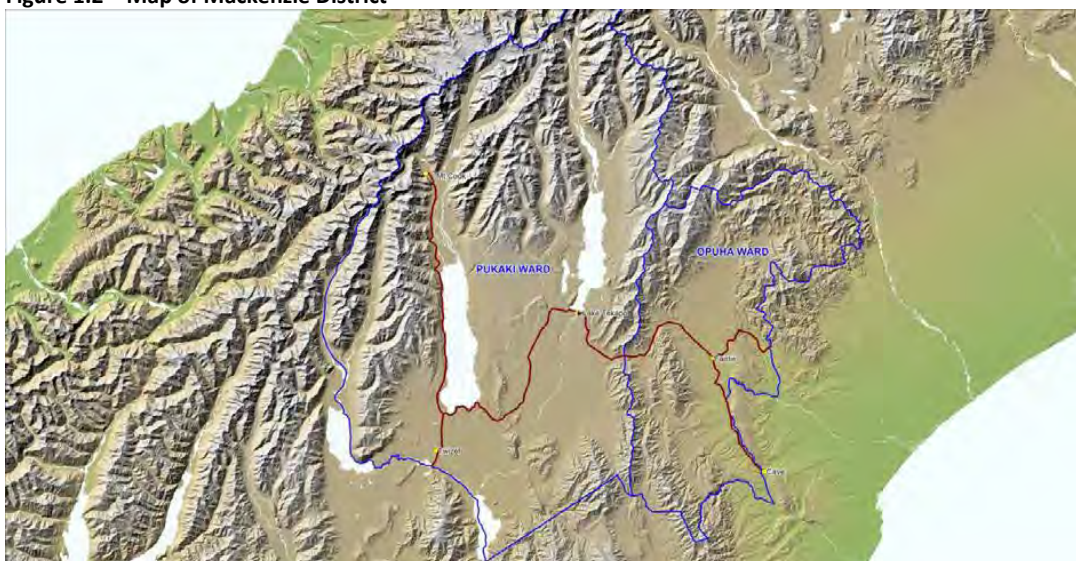 Figure 1.2 Map of Mackenzie District
Mt Cook
PUKAKI WARD
OPUHA WARD
Lake Tekapo
Fairlie
Twizel
Cave